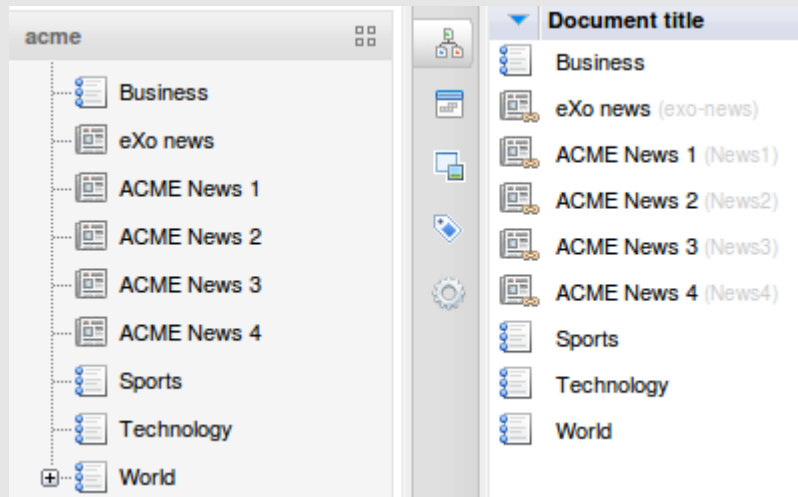 acme
Business
eXo news
ACME News 1
ACME News 2
ACME News 3
ACME News 4
Sports
Technology
World
Document title
Business
eXo news (exo-news)
ACME News 1 (News1)
ACME News 2 (News2)
ACME News 3 (News3)
ACME News 4 (News4)
Sports
Technology
World